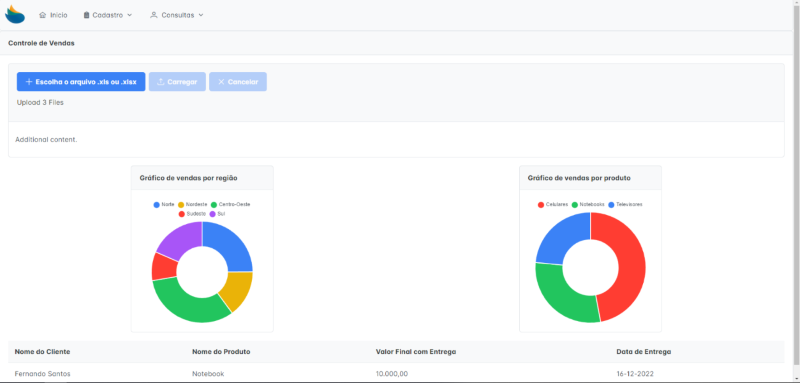 Início Cadastro Consultas
Controle de Vendas
Escolha o arquivo .xls ou .xlsx Carregar Cancelar
Upload 3 Files
Additional content.
Gráfico de vendas por região
Norte Nordeste Centro-Oeste
Sudeste Sul
Gráfico de vendas por produto
Celulares Notebooks Televisores
Nome do Cliente Nome do Produto Valor Final com Entrega Data de Entrega
Fernando Santos Notebook 10.000,00 16-12-2022